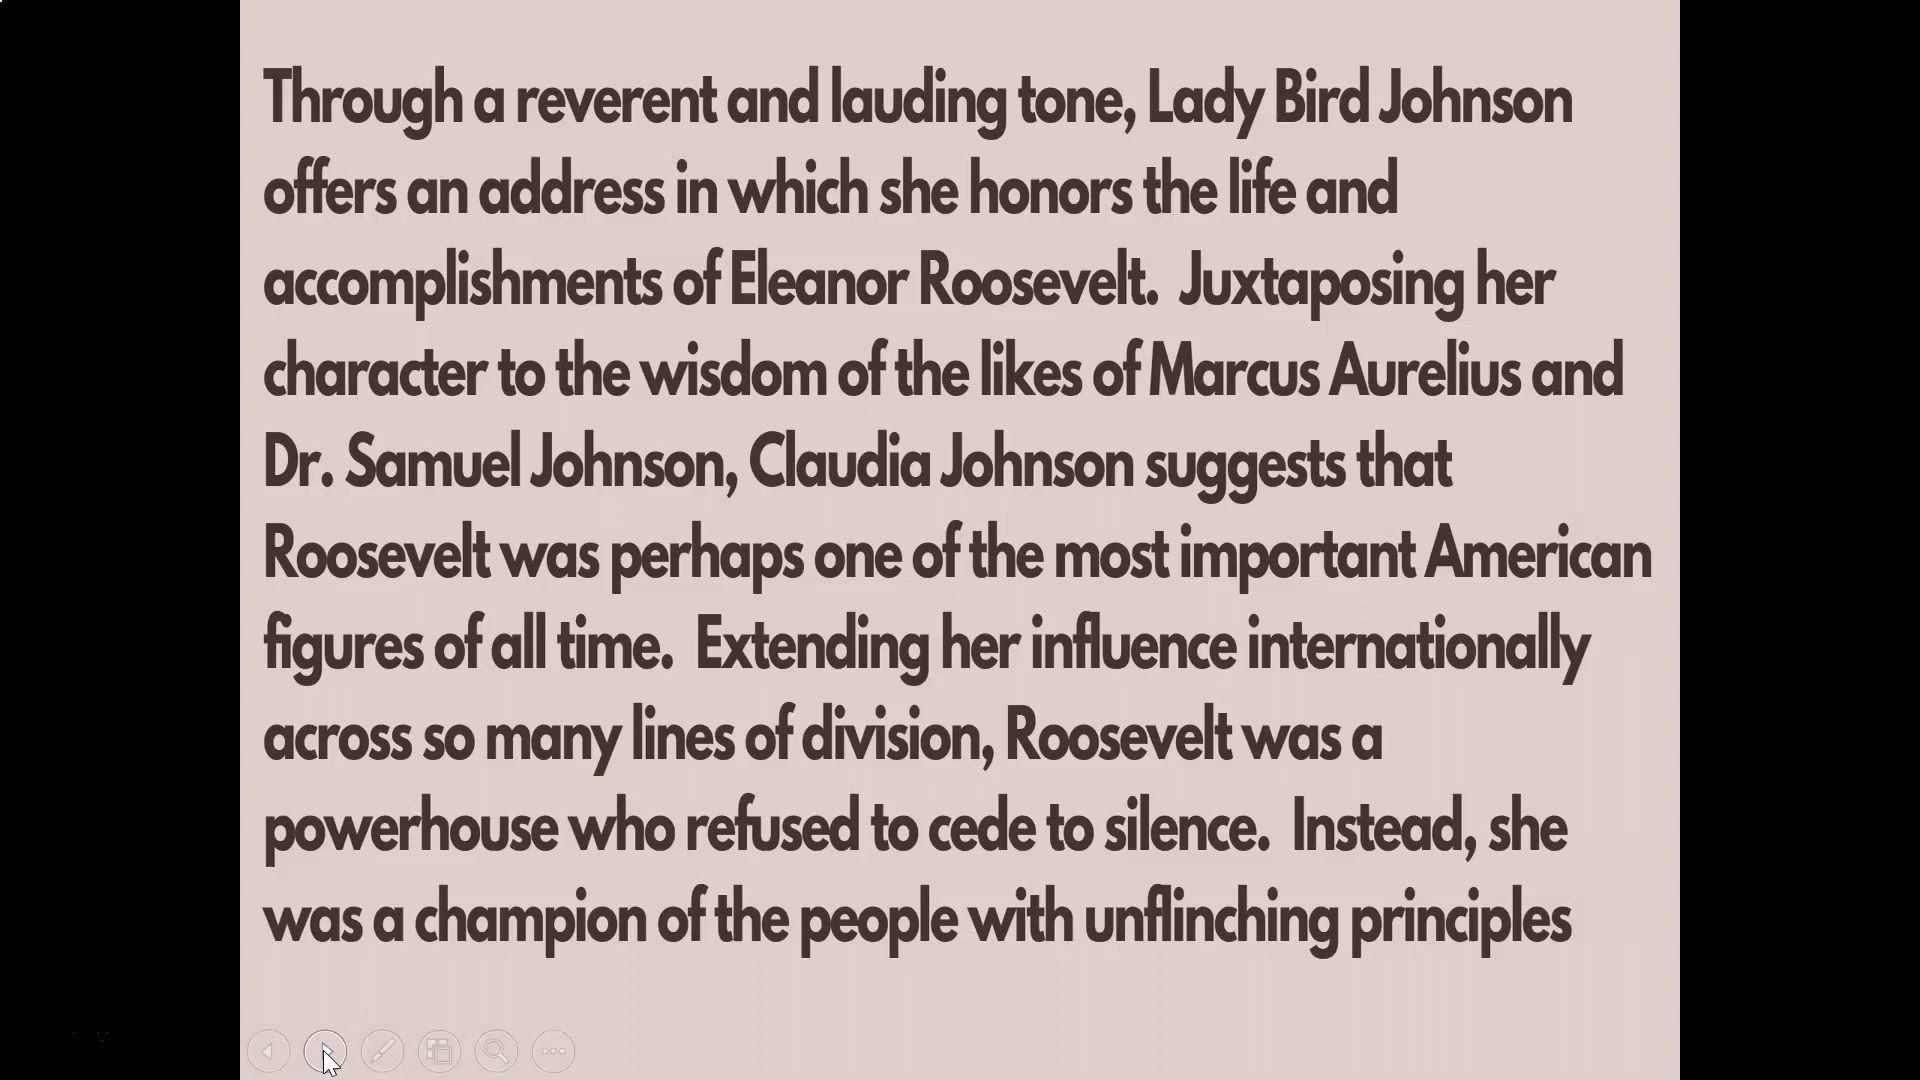 Through a reverent and lauding tone, Lady Bird Johnson
offers an address in which she honors the life and
accomplishments of Eleanor Roosevelt.  Juxtaposing her
character to the wisdom of the likes of Marcus Aurelius and
Dr. Samuel Johnson, Claudia Johnson suggests that
Roosevelt was perhaps one of the most important American
figures of all time.  Extending her influence internationally
across so many lines of division, Roosevelt was a
powerhouse who refused to cede to silence.  Instead, she
was a champion of the people with unflinching principles